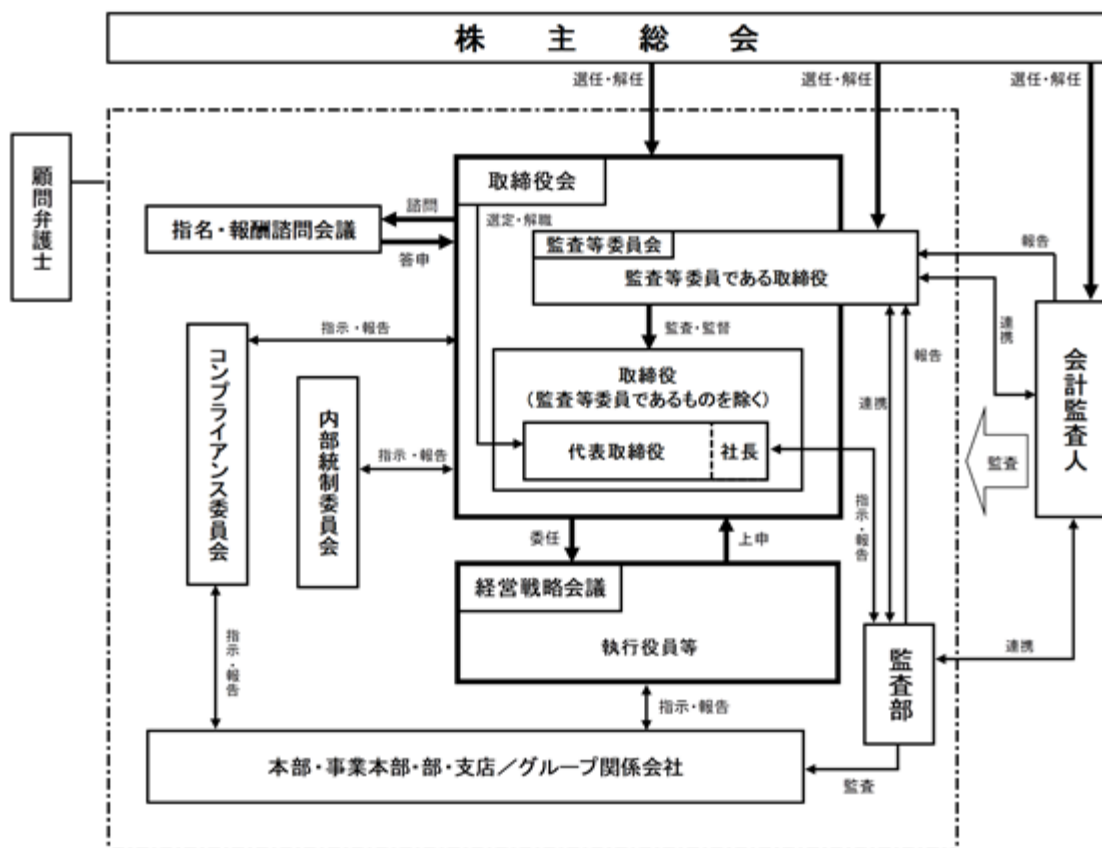 株主総会
選任・解任
選任・解任
選任・解任
顧問弁護士
取締役会
諮問
指名・報酬諮問会議
答申
選定・解職
監査等委員会
監査等委員である取締役
報告
連携
会計監査人
監査・監督
指示・報告
コンプライアンス委員会
内部統制委員会
指示・報告
取締役
（監査等委員であるものを除く）
代表取締役
社長
連携
報告
監査
指示・報告
委任
上申
経営戦略会議
執行役員等
監査部
連携
指示・報告
指示・報告
本部・事業本部・部・支店／グループ関係会社
監査